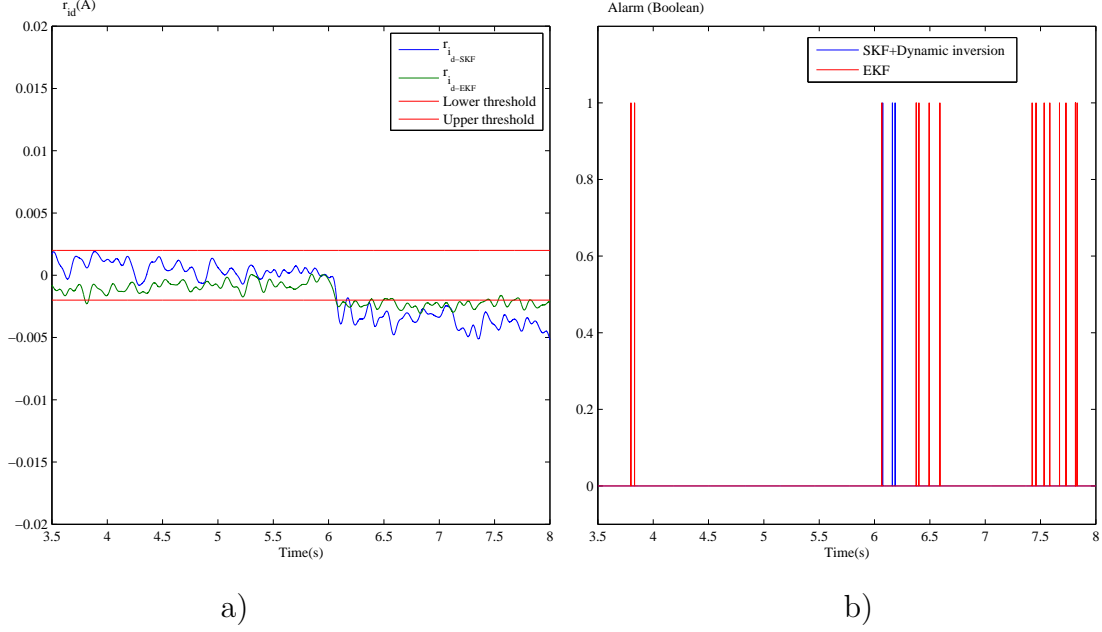 r_id(A)
0.02
0.015
0.01
0.005
0
−0.005
−0.01
−0.015
−0.02
3.5 4 4.5 5 5.5 6 6.5 7 7.5 8
Time(s)
r_i_d−SKF
r_i_d−EKF
Lower threshold
Upper threshold
a)
Alarm (Boolean)
1
0.8
0.6
0.4
0.2
0
3.5 4 4.5 5 5.5 6 6.5 7 7.5 8
Time(s)
SKF+Dynamic inversion
EKF
b)